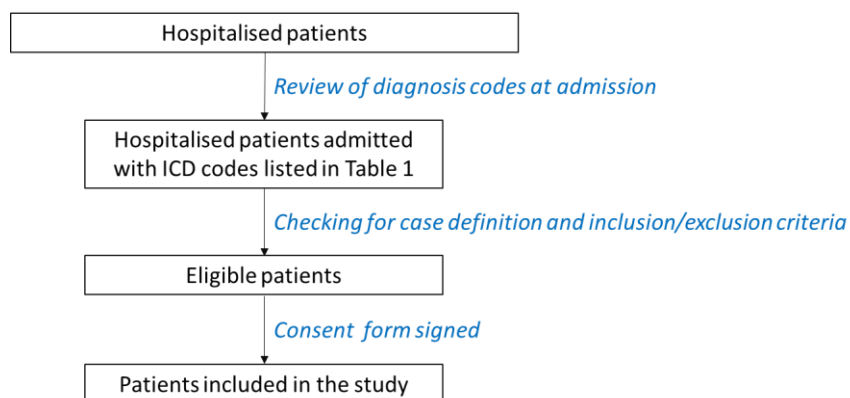 Hospitalised patients
Review of diagnosis codes at admission
Hospitalised patients admitted
with ICD codes listed in Table 1
Checking for case definition and inclusion/exclusion criteria
Eligible patients
Consent form signed
Patients included in the study